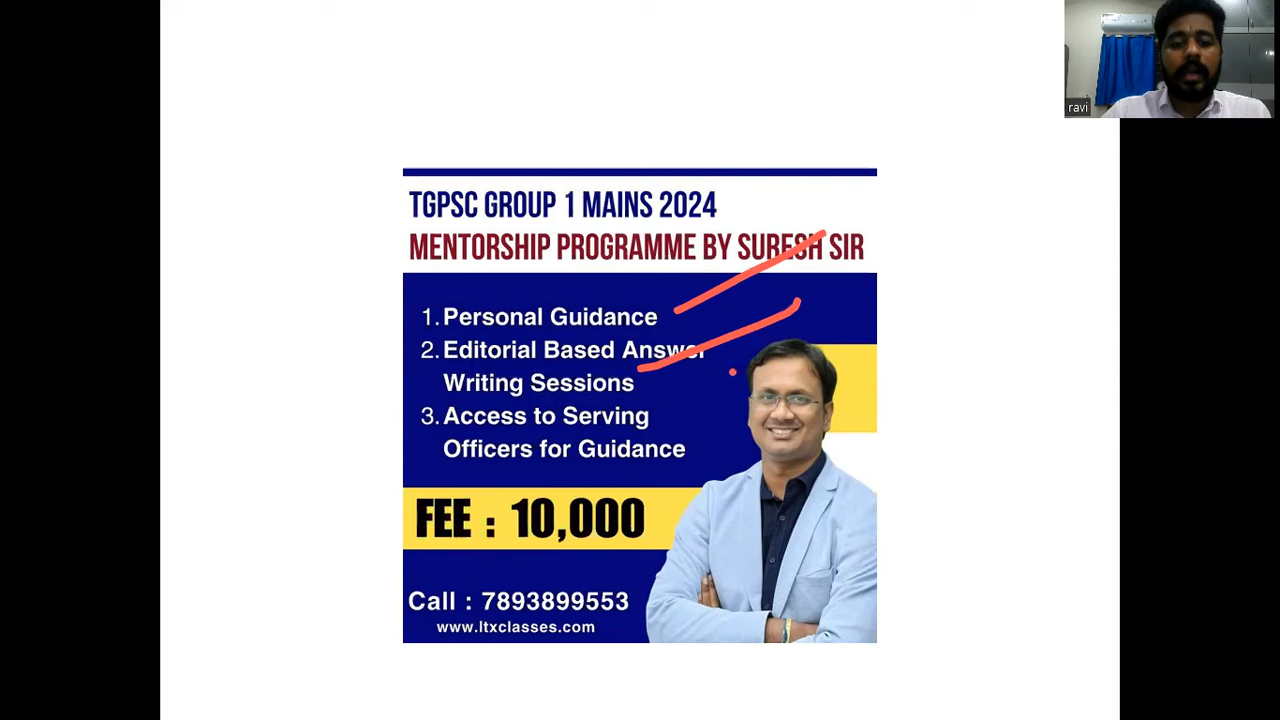 ravi
TGPSC GROUP 1 MAINS 2024
MENTORSHIP PROGRAMME BY SURESH SIR
1. Personal Guidance
2. Editorial Based Answer
Writing Sessions
3. Access to Serving
Officers for Guidance
FEE : 10,000
Call : 7893899553
www.ltxclasses.com